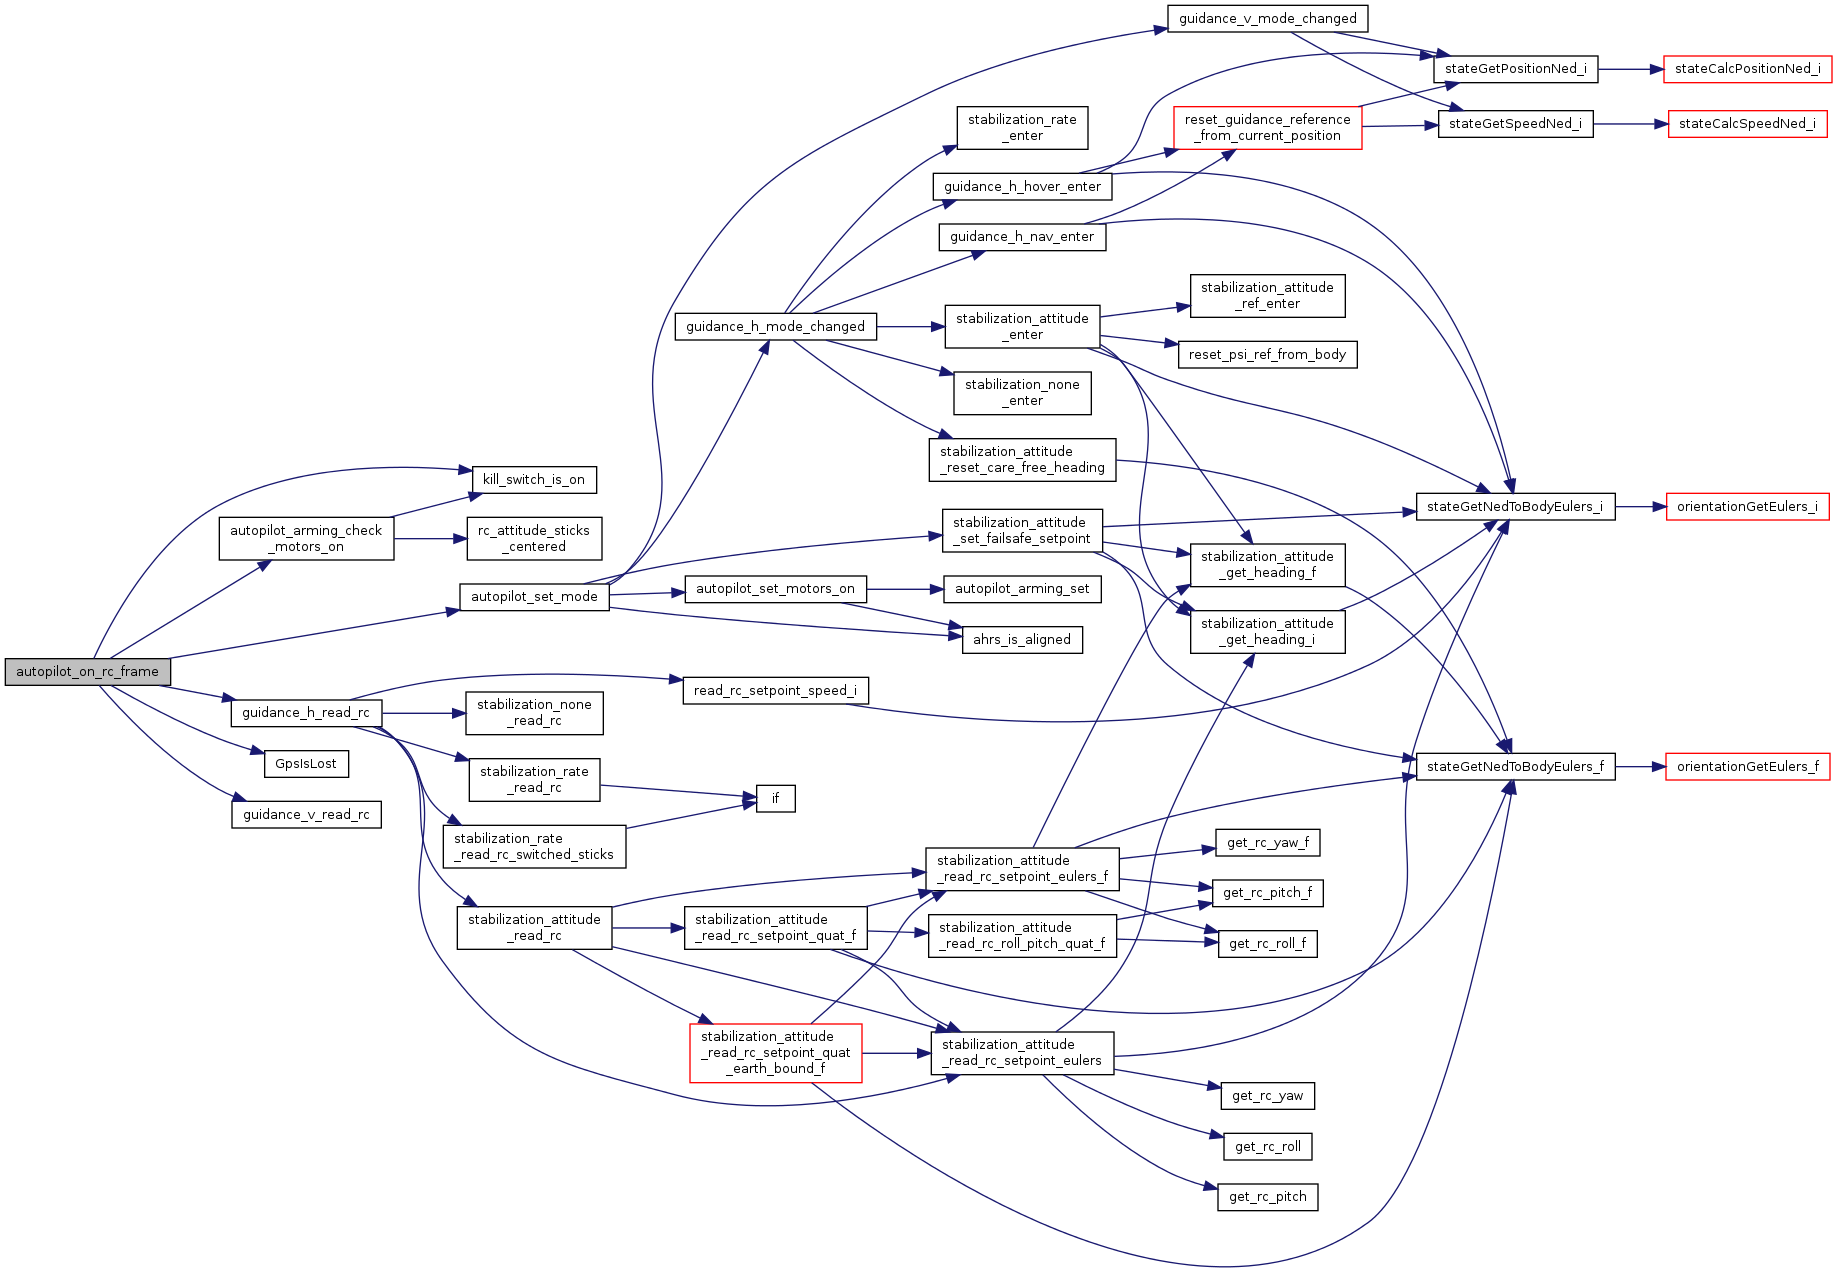 guidance_v_mode_changed
stateGetPositionNed_i
stateCalcPositionNed_i
stabilization_rate
_enter
reset_guidance_reference
_from_current_position
stateGetSpeedNed_i
stateCalcSpeedNed_i
guidance_h_hover_enter
guidance_h_nav_enter
stabilization_attitude
_ref_enter
guidance_h_mode_changed
stabilization_attitude
_enter
reset_psi_ref_from_body
stabilization_none
_enter
stabilization_attitude
_reset_care_free_heading
kill_switch_is_on
autopilot_arming_check
_motors_on
rc_attitude_sticks
_centered
stabilization_attitude
_set_failsafe_setpoint
stateGetNedToBodyEulers_i
orientationGetEulers_i
stabilization_attitude
_get_heading_f
autopilot_set_mode
autopilot_set_motors_on
autopilot_arming_set
stabilization_attitude
_get_heading_i
ahrs_is_aligned
autopilot_on_rc_frame
read_rc_setpoint_speed_i
guidance_h_read_rc
stabilization_none
_read_rc
GpsIsLost
stabilization_rate
_read_rc
stateGetNedToBodyEulers_f
orientationGetEulers_f
if
guidance_v_read_rc
stabilization_rate
_read_rc_switched_sticks
get_rc_yaw_f
stabilization_attitude
_read_rc_setpoint_eulers_f
get_rc_pitch_f
stabilization_attitude
_read_rc
stabilization_attitude
_read_rc_setpoint_quat_f
stabilization_attitude
_read_rc_roll_pitch_quat_f
get_rc_roll_f
stabilization_attitude
_read_rc_setpoint_quat
_earth_bound_f
stabilization_attitude
_read_rc_setpoint_eulers
get_rc_yaw
get_rc_roll
get_rc_pitch